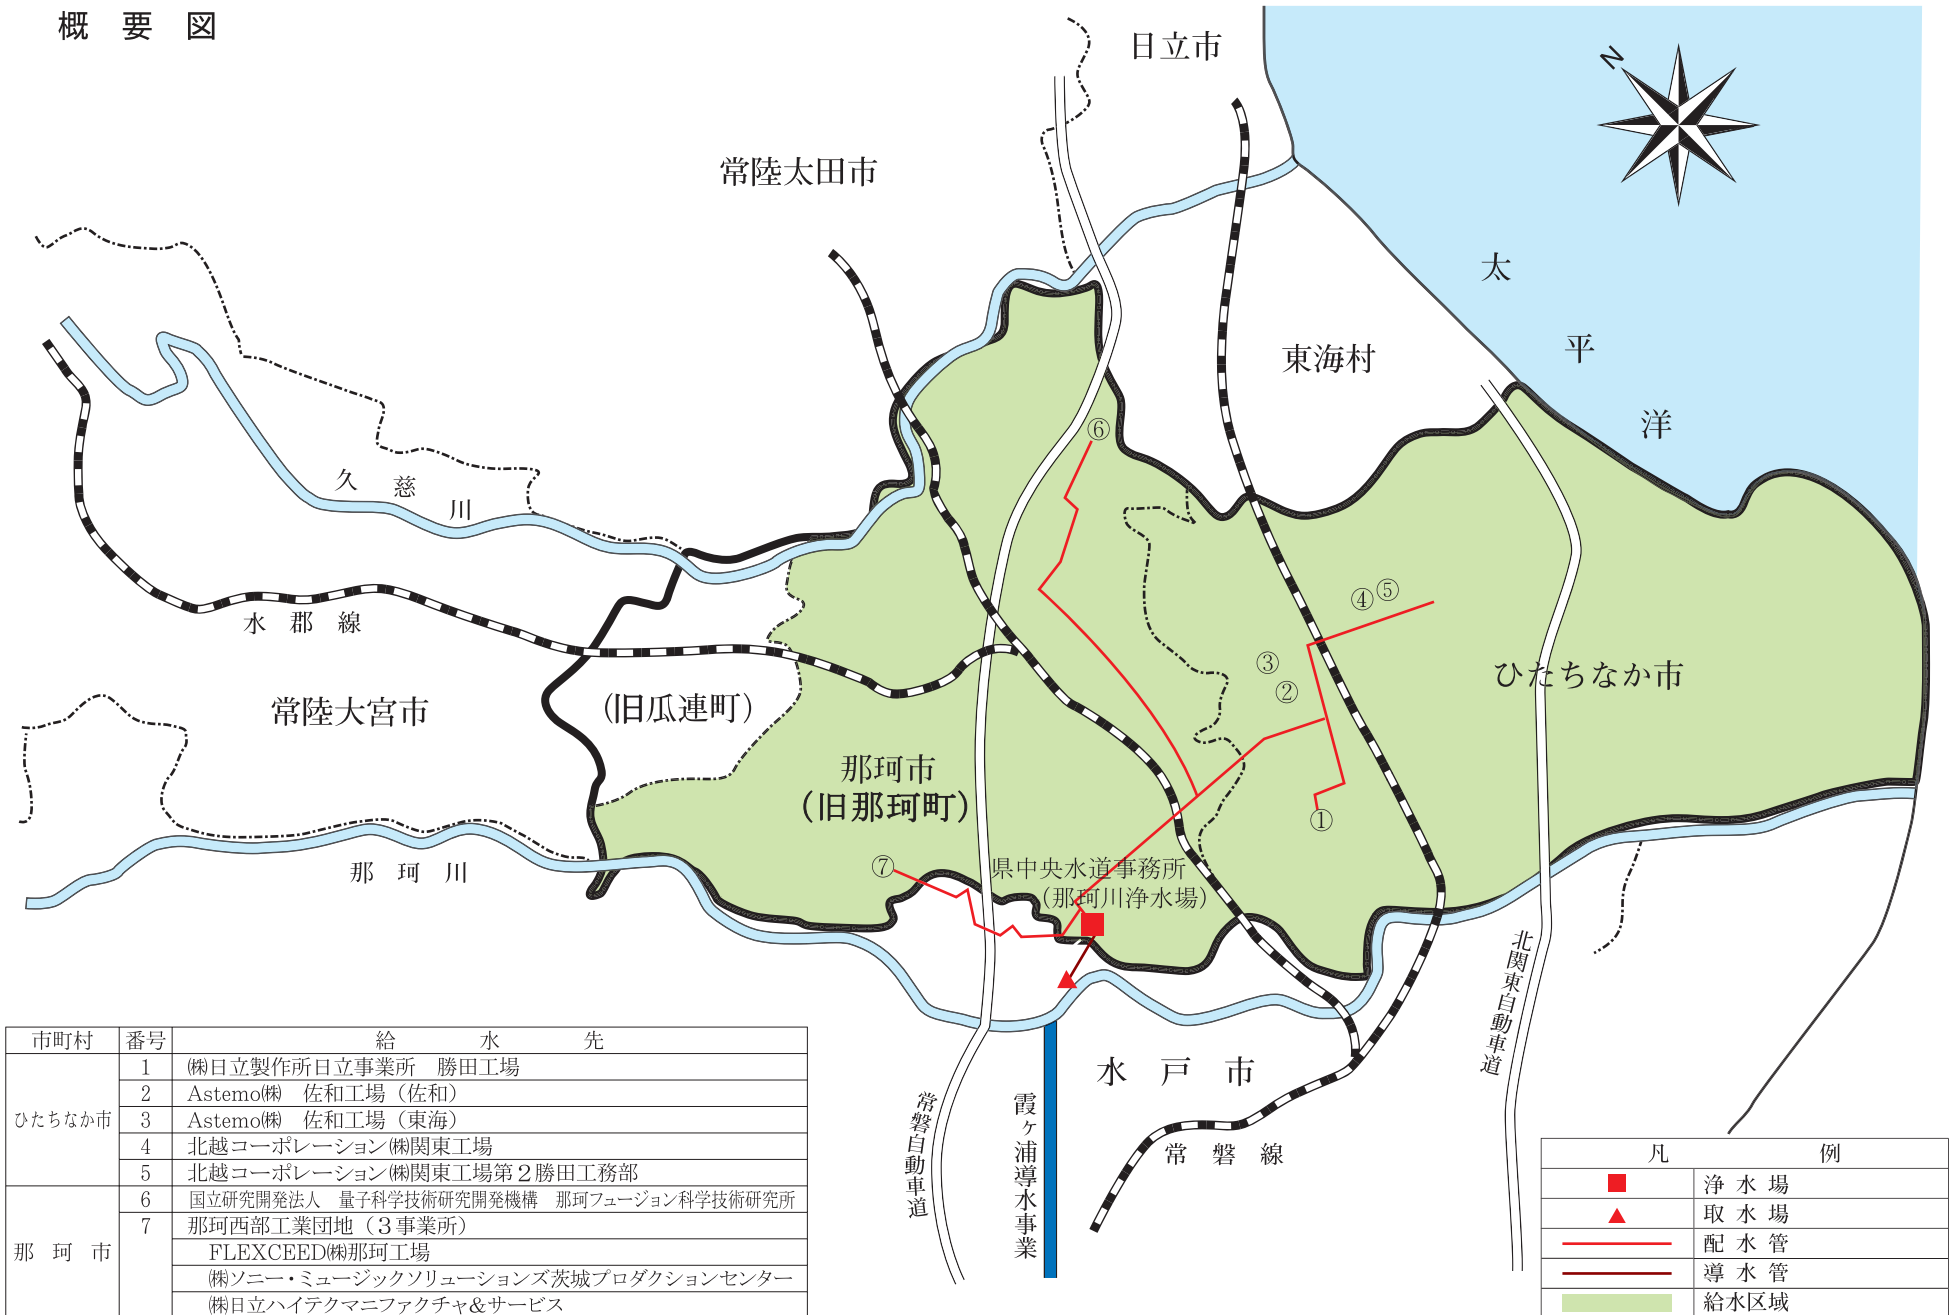 概要図
日立市
N
常陸太田市
太平洋
東海村
⑥
久慈川
④⑤
水郡線
③
②
ひたちなか市
常陸大宮市
(旧瓜連町)
那珂市
(旧那珂町)
①
那珂川
⑦
県中央水道事務所
(那珂川浄水場)
北関東自動車道
水戸市
常磐自動車道
霞ヶ浦導水事業
常磐線
市町村 番号 給水先
ひたちなか市
1 ㈱日立製作所日立事業所 勝田工場
2 Astemo㈱ 佐和工場（佐和）
3 Astemo㈱ 佐和工場（東海）
4 北越コーポレーション㈱関東工場
5 北越コーポレーション㈱関東工場第２勝田工務部
那珂市
6 国立研究開発法人 量子科学技術研究開発機構 那珂フュージョン科学技術研究所
7 那珂西部工業団地（３事業所）
FLEXCEED㈱那珂工場
㈱ソニー・ミュージックソリューションズ茨城プロダクションセンター
㈱日立ハイテクマニファクチャ&サービス
凡例
浄水場
取水場
配水管
導水管
給水区域